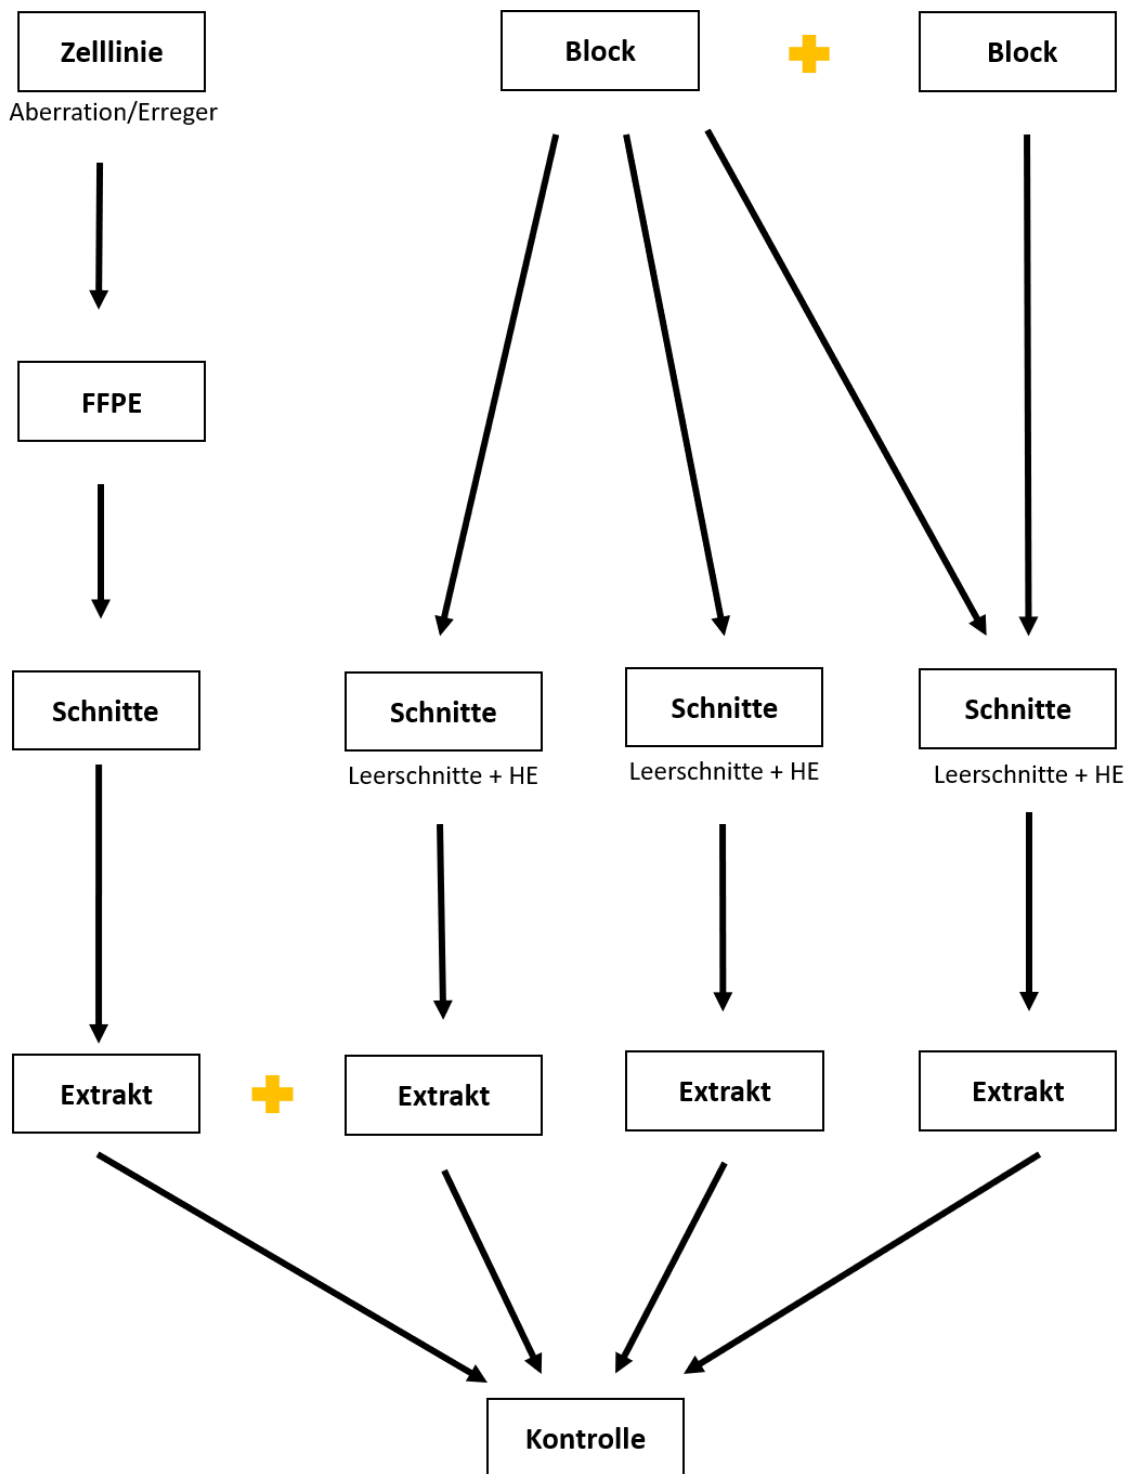 Zelllinie
Block
Block
Aberration/Erreger
FFPE
Schnitte
Schnitte
Schnitte
Schnitte
Leerschnitte + HE
Leerschnitte + HE
Leerschnitte + HE
Extrakt
Extrakt
Extrakt
Extrakt
Kontrolle